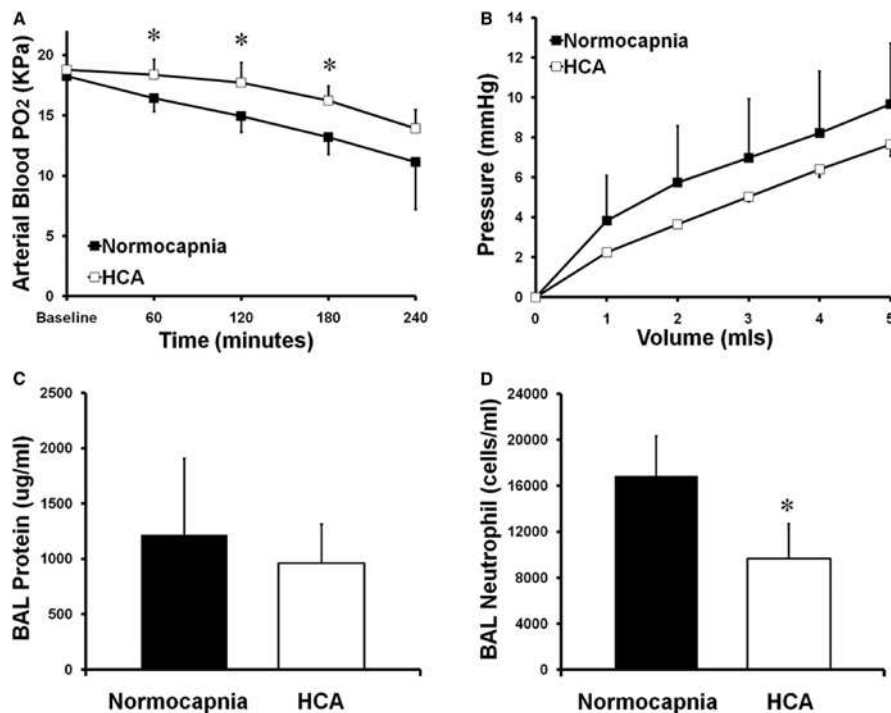 A
Arterial Blood PO2 (KPa)
20
15
10
5
0
* * *
Normocapnia
HCA
Baseline 60 120 180 240
Time (minutes)
B
Pressure (mmHg)
14
12
10
8
6
4
2
0
Normocapnia
HCA
0 1 2 3 4 5
Volume (mls)
C
BAL Protein (ug/ml)
2500
2000
1500
1000
500
0
Normocapnia HCA
D
BAL Neutrophil (cells/ml)
24000
20000
16000
12000
8000
4000
0
*
Normocapnia HCA